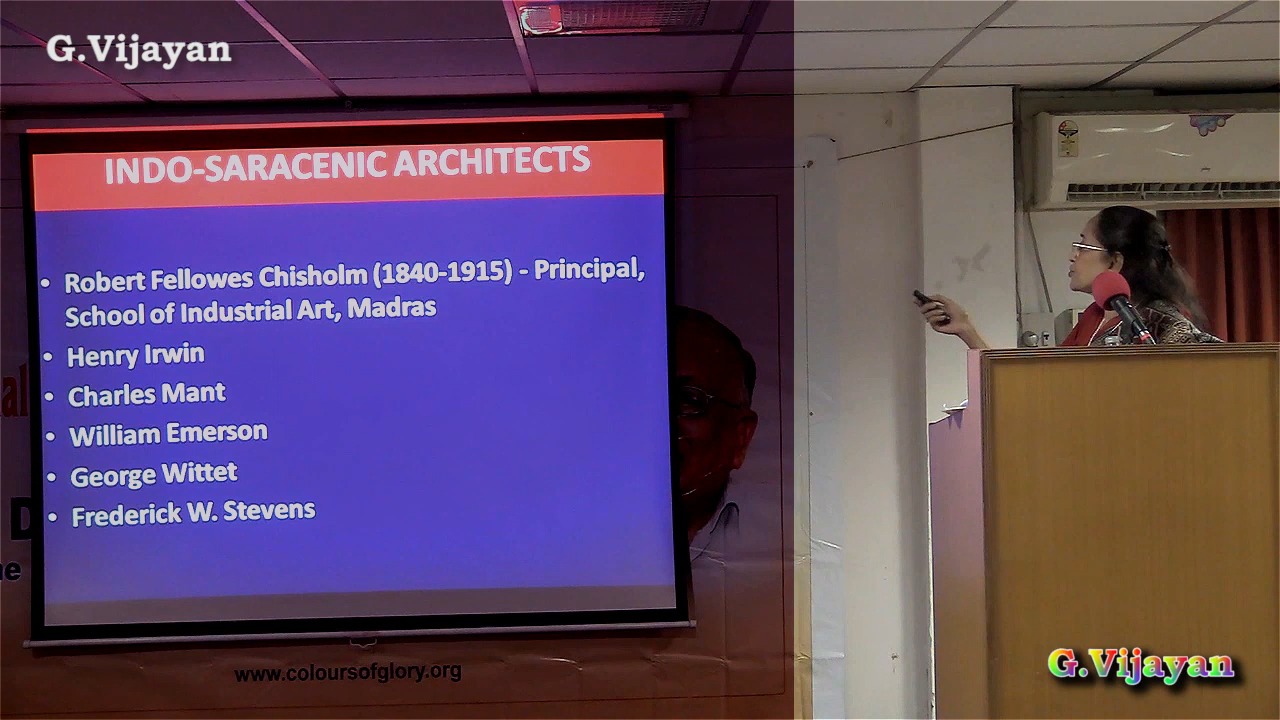 G.Vijayan
INDO-SARACENIC ARCHITECTS
• Robert Fellowes Chisholm (1840-1915) - Principal,
School of Industrial Art, Madras
• Henry Irwin
• Charles Mant
• William Emerson
• George Wittet
• Frederick W. Stevens
www.coloursofglory.org
G.Vijayan